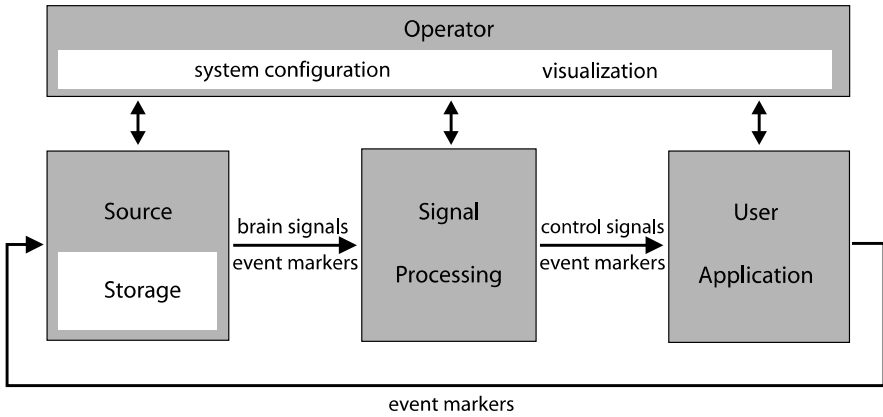 Operator
system configuration
visualization
Source
Storage
brain signals
event markers
Signal
Processing
control signals
event markers
User
Application
event markers